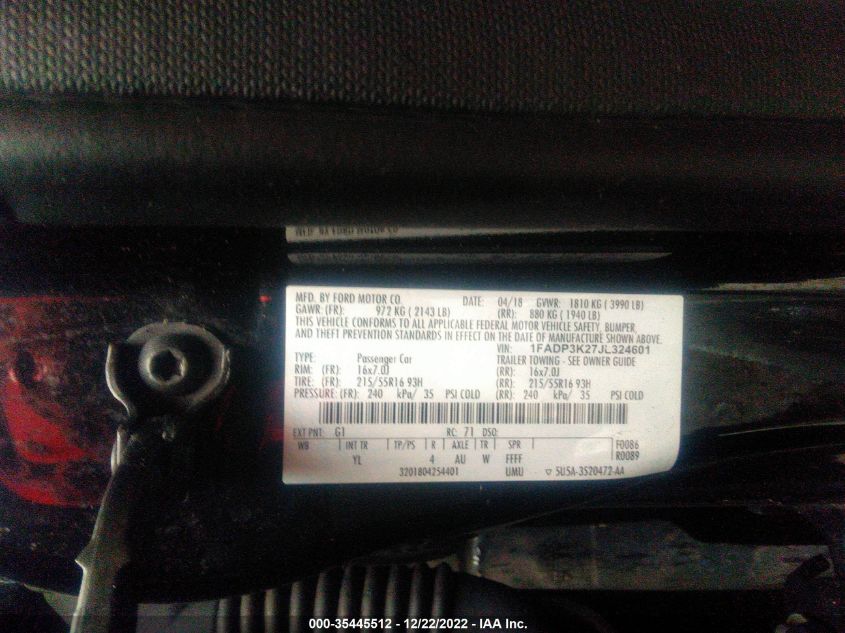 MFD. BY FORD MOTOR CO
MFD. BY FORD MOTOR CO. DATE: 04/18 GVWR: 1810 KG ( 3990 LB)
GAWR: (FR): 972 KG ( 2143 LB) (RR): 880 KG ( 1940 LB)
THIS VEHICLE CONFORMS TO ALL APPLICABLE FEDERAL MOTOR VEHICLE SAFETY, BUMPER,
AND THEFT PREVENTION STANDARDS IN EFFECT ON THE DATE OF MANUFACTURE SHOWN ABOVE.
VIN: 1FADP3K27JL324601
TYPE: Passenger Car TRAILER TOWING - SEE OWNER GUIDE
RIM: (FR): 16x7.0J (RR): 16x7.0J
TIRE: (FR): 215/55R16 93H (RR): 215/55R16 93H
PRESSURE: (FR): 240 kPa/ 35 PSI COLD (RR): 240 kPa/ 35 PSI COLD
EXT PNT: G1 RC: 71 DSO: F0086
WB INT TR TP/PS R AXLE TR SPR R0089
YL 4 AU W FFFF
3201804254401 UMU ▽ 5U5A-3520472-AA
000-35445512 - 12/22/2022 - IAA Inc.